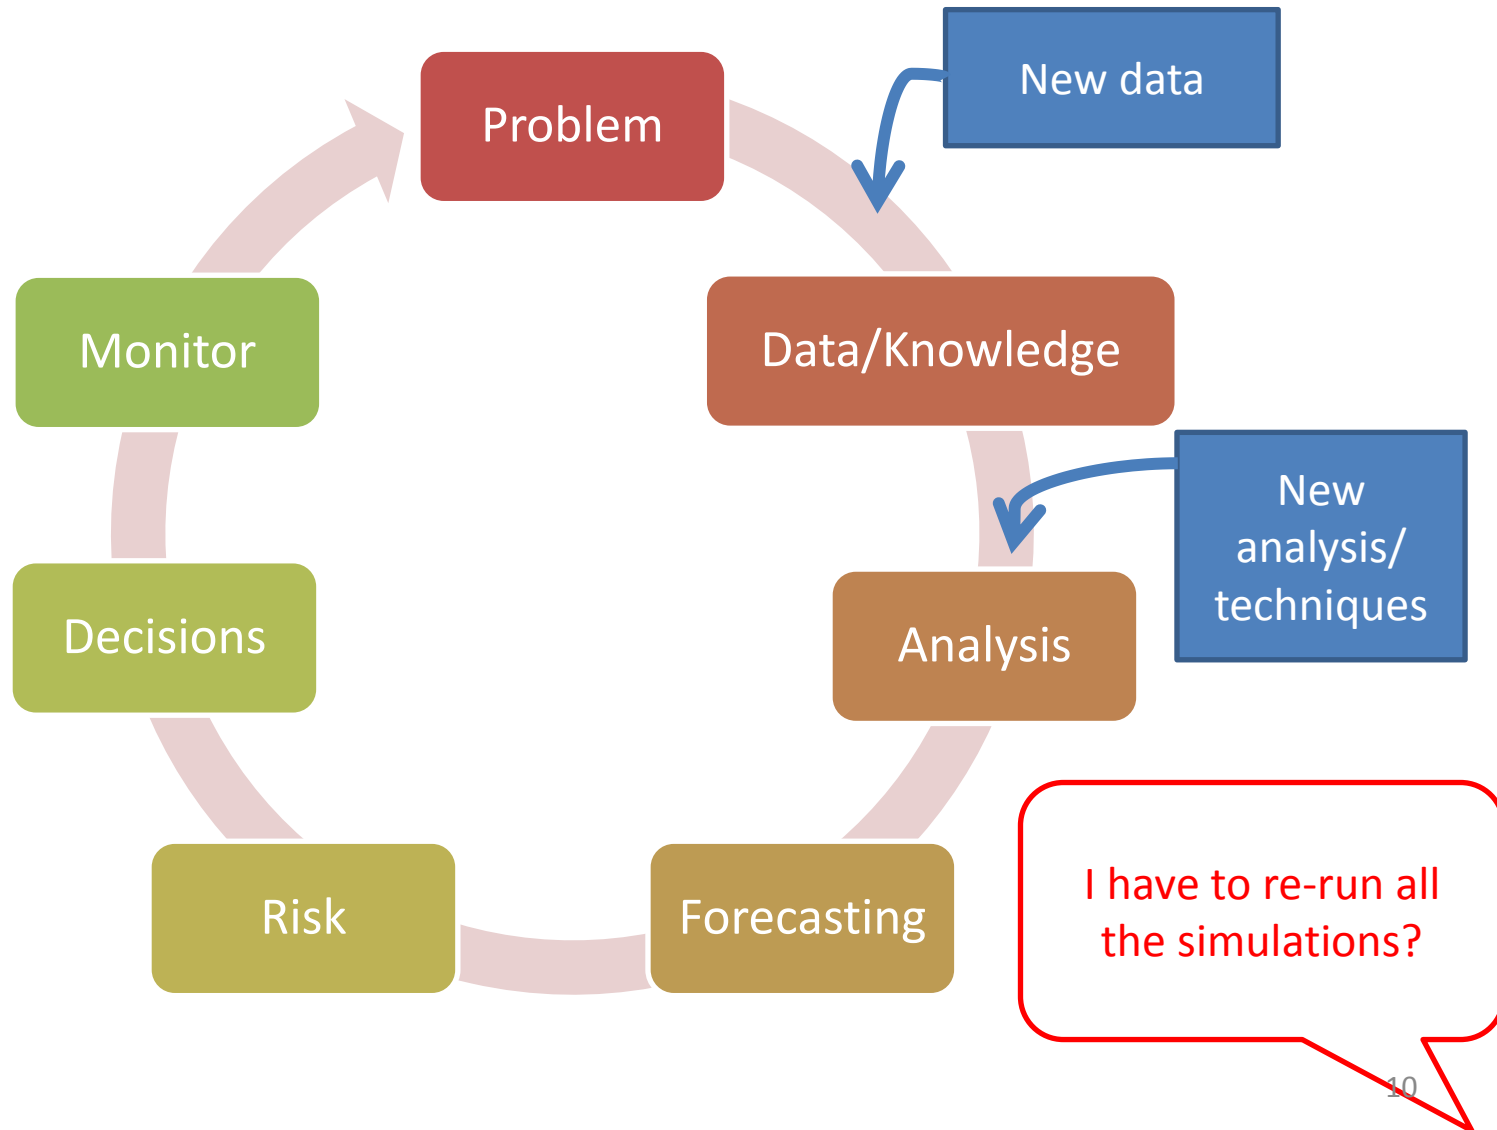 New data
Problem
Data/Knowledge
Monitor
New
analysis/
techniques
Analysis
Decisions
Forecasting
Risk
I have to re-run all
the simulations?
10